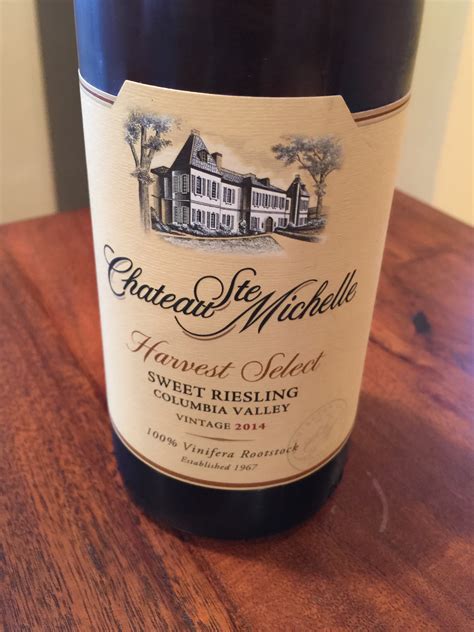 Chateau Ste Michelle
Harvest Select
SWEET RIESLING
COLUMBIA VALLEY
VINTAGE 2014
100% Vinifera Rootstock
Established 1967